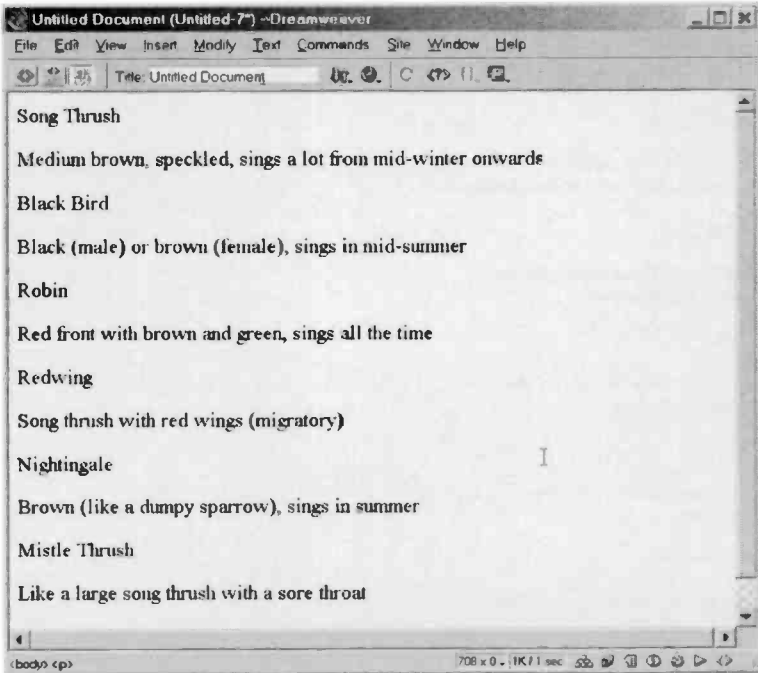 Untitled Document (Untitled-7*) - Dreamweaver
File Edit View Insert Modify Text Commands Site Window Help
Title: Untitled Document
Song Thrush
Medium brown, speckled, sings a lot from mid-winter onwards
Black Bird
Black (male) or brown (female), sings in mid-summer
Robin
Red front with brown and green, sings all the time
Redwing
Song thrush with red wings (migratory)
Nightingale
Brown (like a dumpy sparrow), sings in summer
Mistle Thrush
Like a large song thrush with a sore throat
<body> <p> 708 x 0 1K / 1 sec